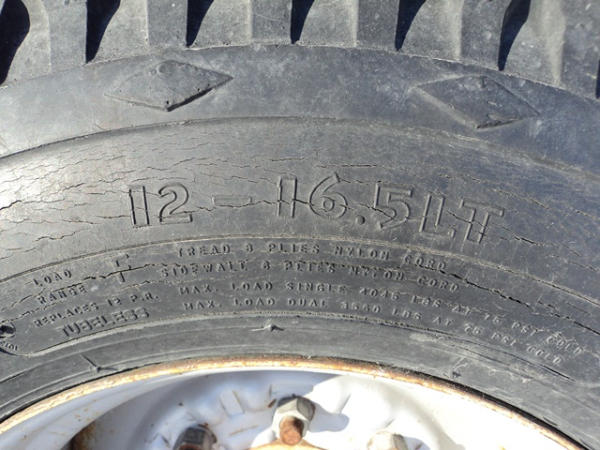 12-16.5LT
TREAD 8 PLIES NYLON CORD
LOAD SIDEWALL 8 PLIES NYLON CORD
RANGE F MAX. LOAD SINGLE 4045 LBS AT 75 PSI COLD
REPLACES 12 P.R. MAX. LOAD DUAL 3560 LBS AT 75 PSI COLD
TUBELESS